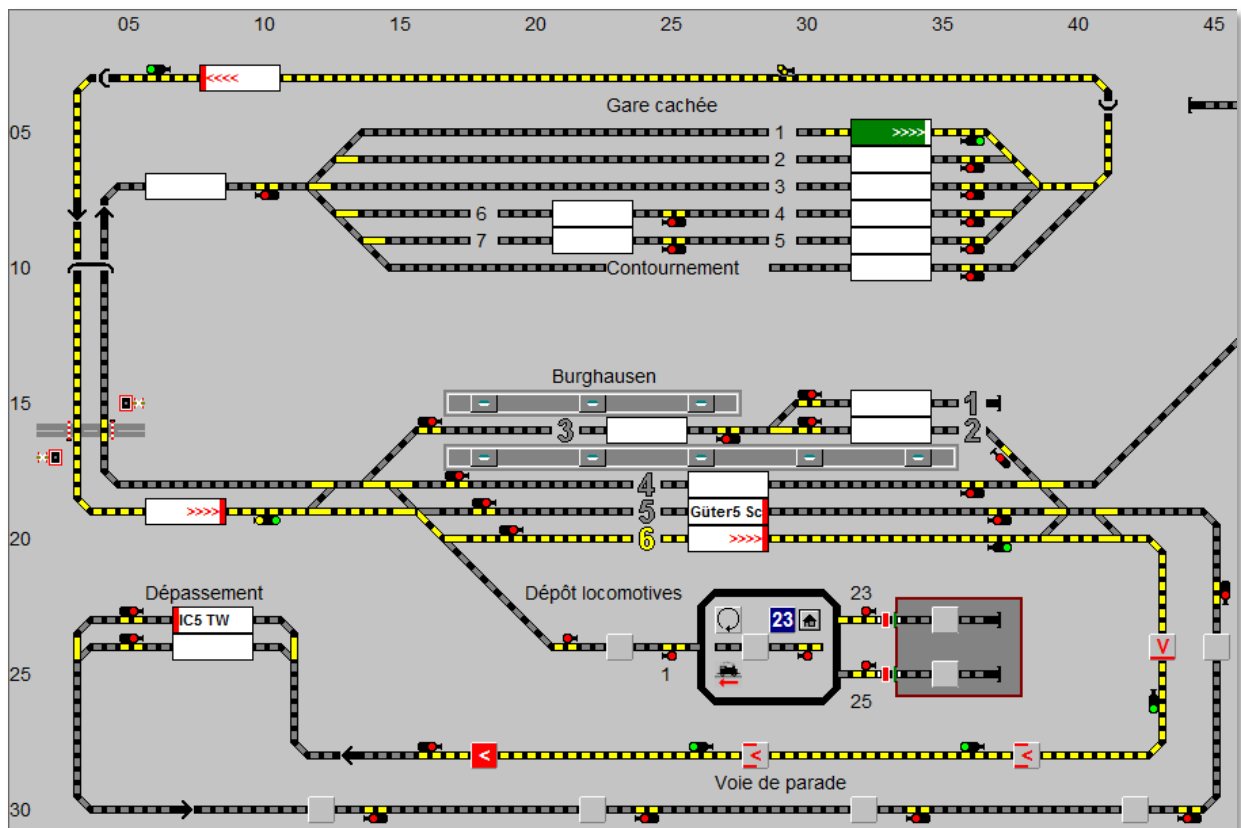 05 10 15 20 25 30 35 40 45
<<<<
Gare cachée
05 1 >>>>
2
3
6 4
7 5
10 Contournement
Burghausen
15 1
3 2
4
>>>> 5 Güter5 Sc
20 6 >>>>
Dépassement Dépôt locomotives 23
IC5 TW 23
V
25 1 25
< < <
Voie de parade
30